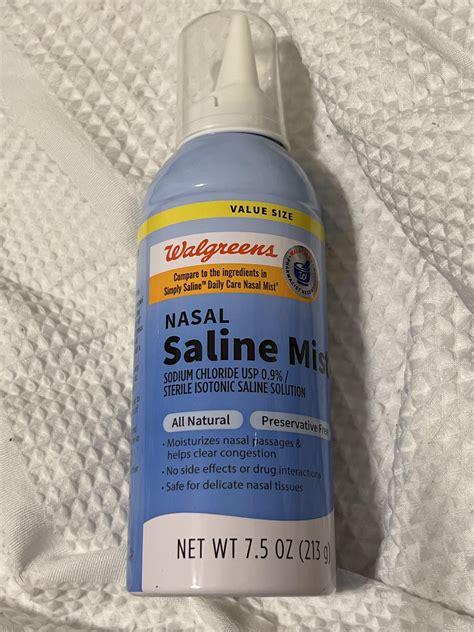 VALUE SIZE
Walgreens
Compare to the ingredients in
Simply Saline™ Daily Care Nasal Mist†
NASAL
Saline Mist
SODIUM CHLORIDE USP 0.9% /
STERILE ISOTONIC SALINE SOLUTION
All Natural
Preservative Free
• Moisturizes nasal passages &
helps clear congestion
• No side effects or drug interactions
• Safe for delicate nasal tissues
NET WT 7.5 OZ (213 g)